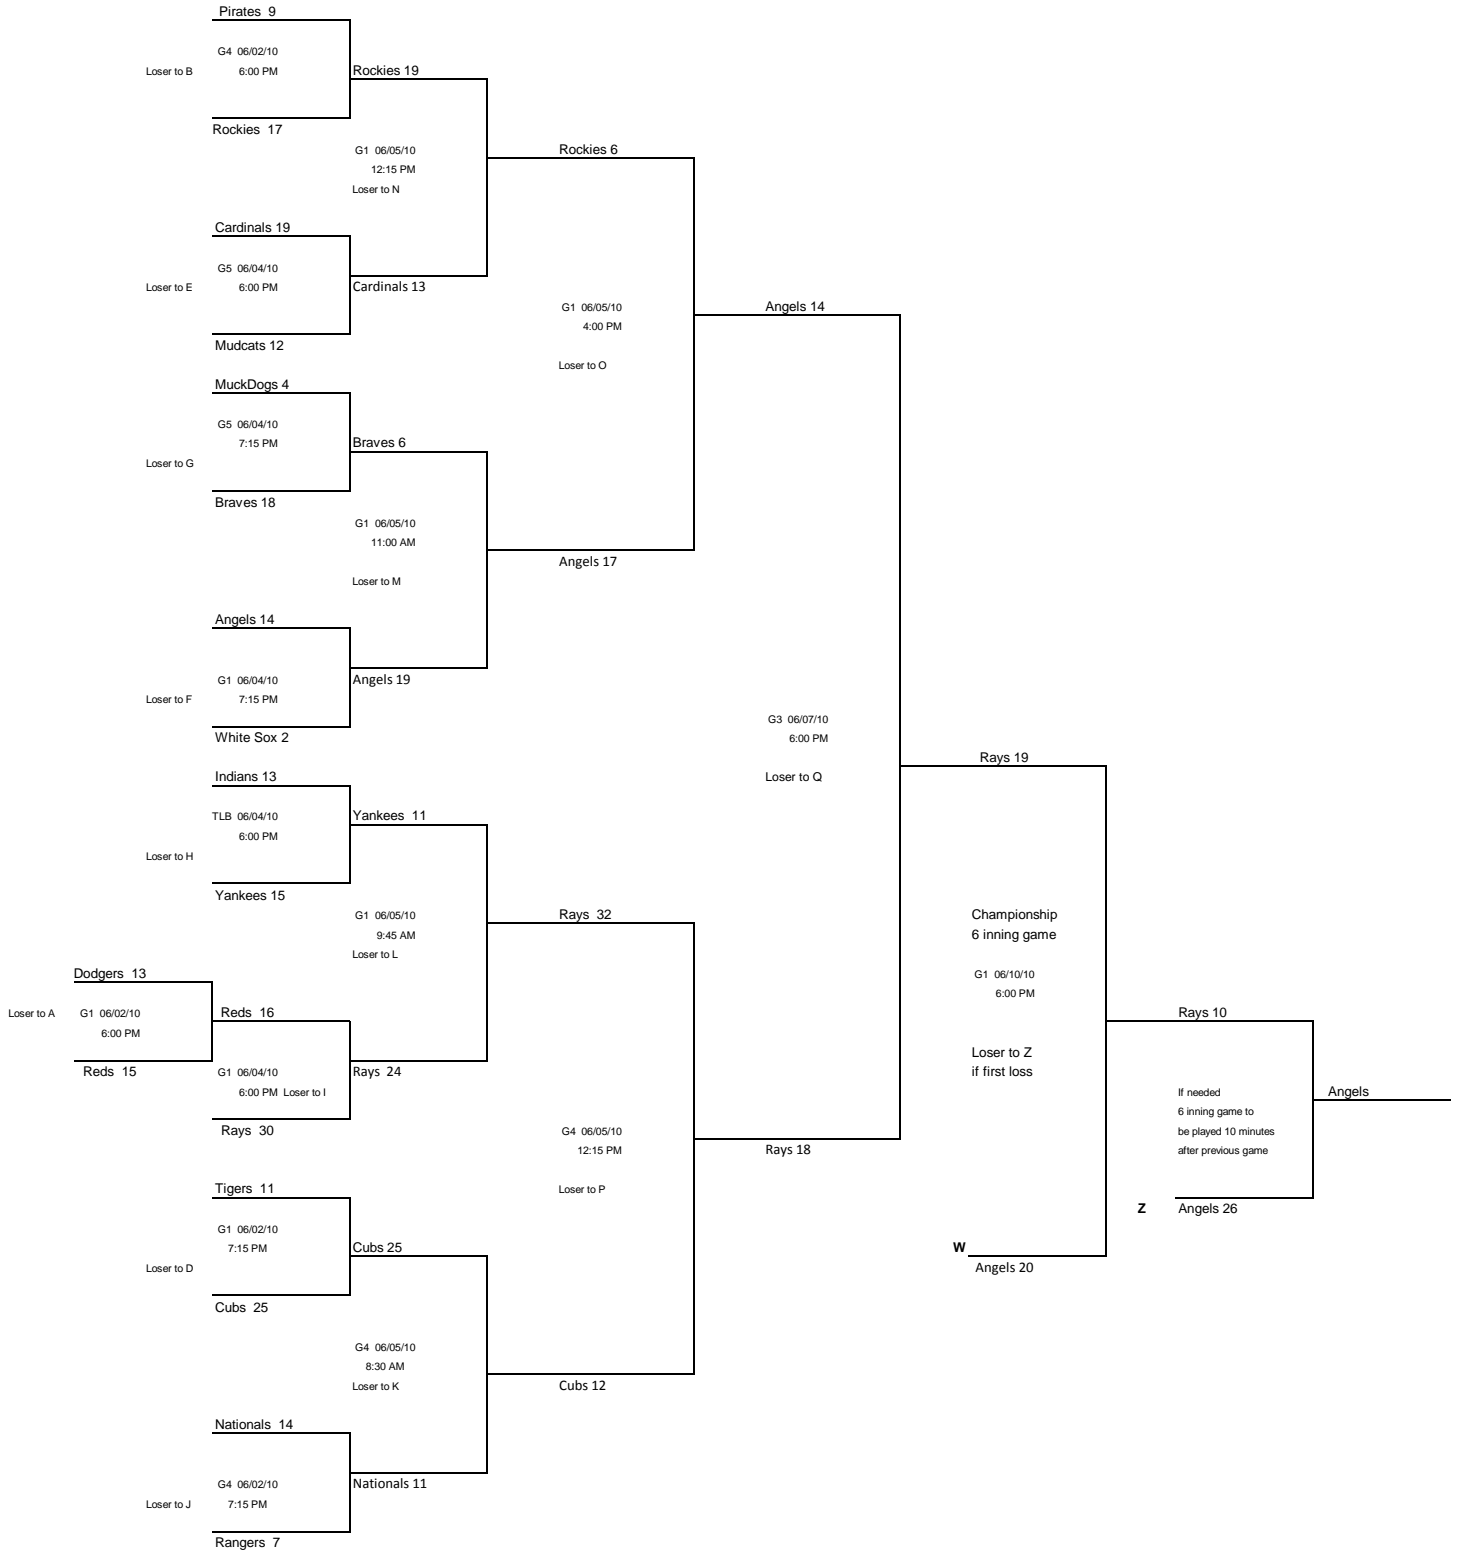 Pirates 9
G4 06/02/10
Loser to B 6:00 PM
Rockies 19
Rockies 17
G1 06/05/10
12:15 PM
Loser to N
Rockies 6
Cardinals 19
G5 06/04/10
Loser to E 6:00 PM
Cardinals 13
Mudcats 12
G1 06/05/10
4:00 PM
Loser to O
Angels 14
MuckDogs 4
G5 06/04/10
7:15 PM
Loser to G
Braves 6
Braves 18
G1 06/05/10
11:00 AM
Loser to M
Angels 17
Angels 14
G1 06/04/10
Loser to F 7:15 PM
Angels 19
White Sox 2
G3 06/07/10
6:00 PM
Loser to Q
Rays 19
Indians 13
TLB 06/04/10
6:00 PM
Loser to H
Yankees 11
Yankees 15
G1 06/05/10
9:45 AM
Loser to L
Rays 32
Championship
6 inning game
G1 06/10/10
6:00 PM
Loser to Z
if first loss
Dodgers 13
Loser to A G1 06/02/10
6:00 PM
Reds 15
Reds 16
G1 06/04/10
6:00 PM Loser to I
Rays 24
Rays 30
G4 06/05/10
12:15 PM
Loser to P
Rays 18
Rays 10
If needed
6 inning game to
be played 10 minutes
after previous game
Angels
Z Angels 26
W
Angels 20
Tigers 11
G1 06/02/10
7:15 PM
Loser to D
Cubs 25
Cubs 25
G4 06/05/10
8:30 AM
Loser to K
Cubs 12
Nationals 14
G4 06/02/10
Loser to J 7:15 PM
Nationals 11
Rangers 7